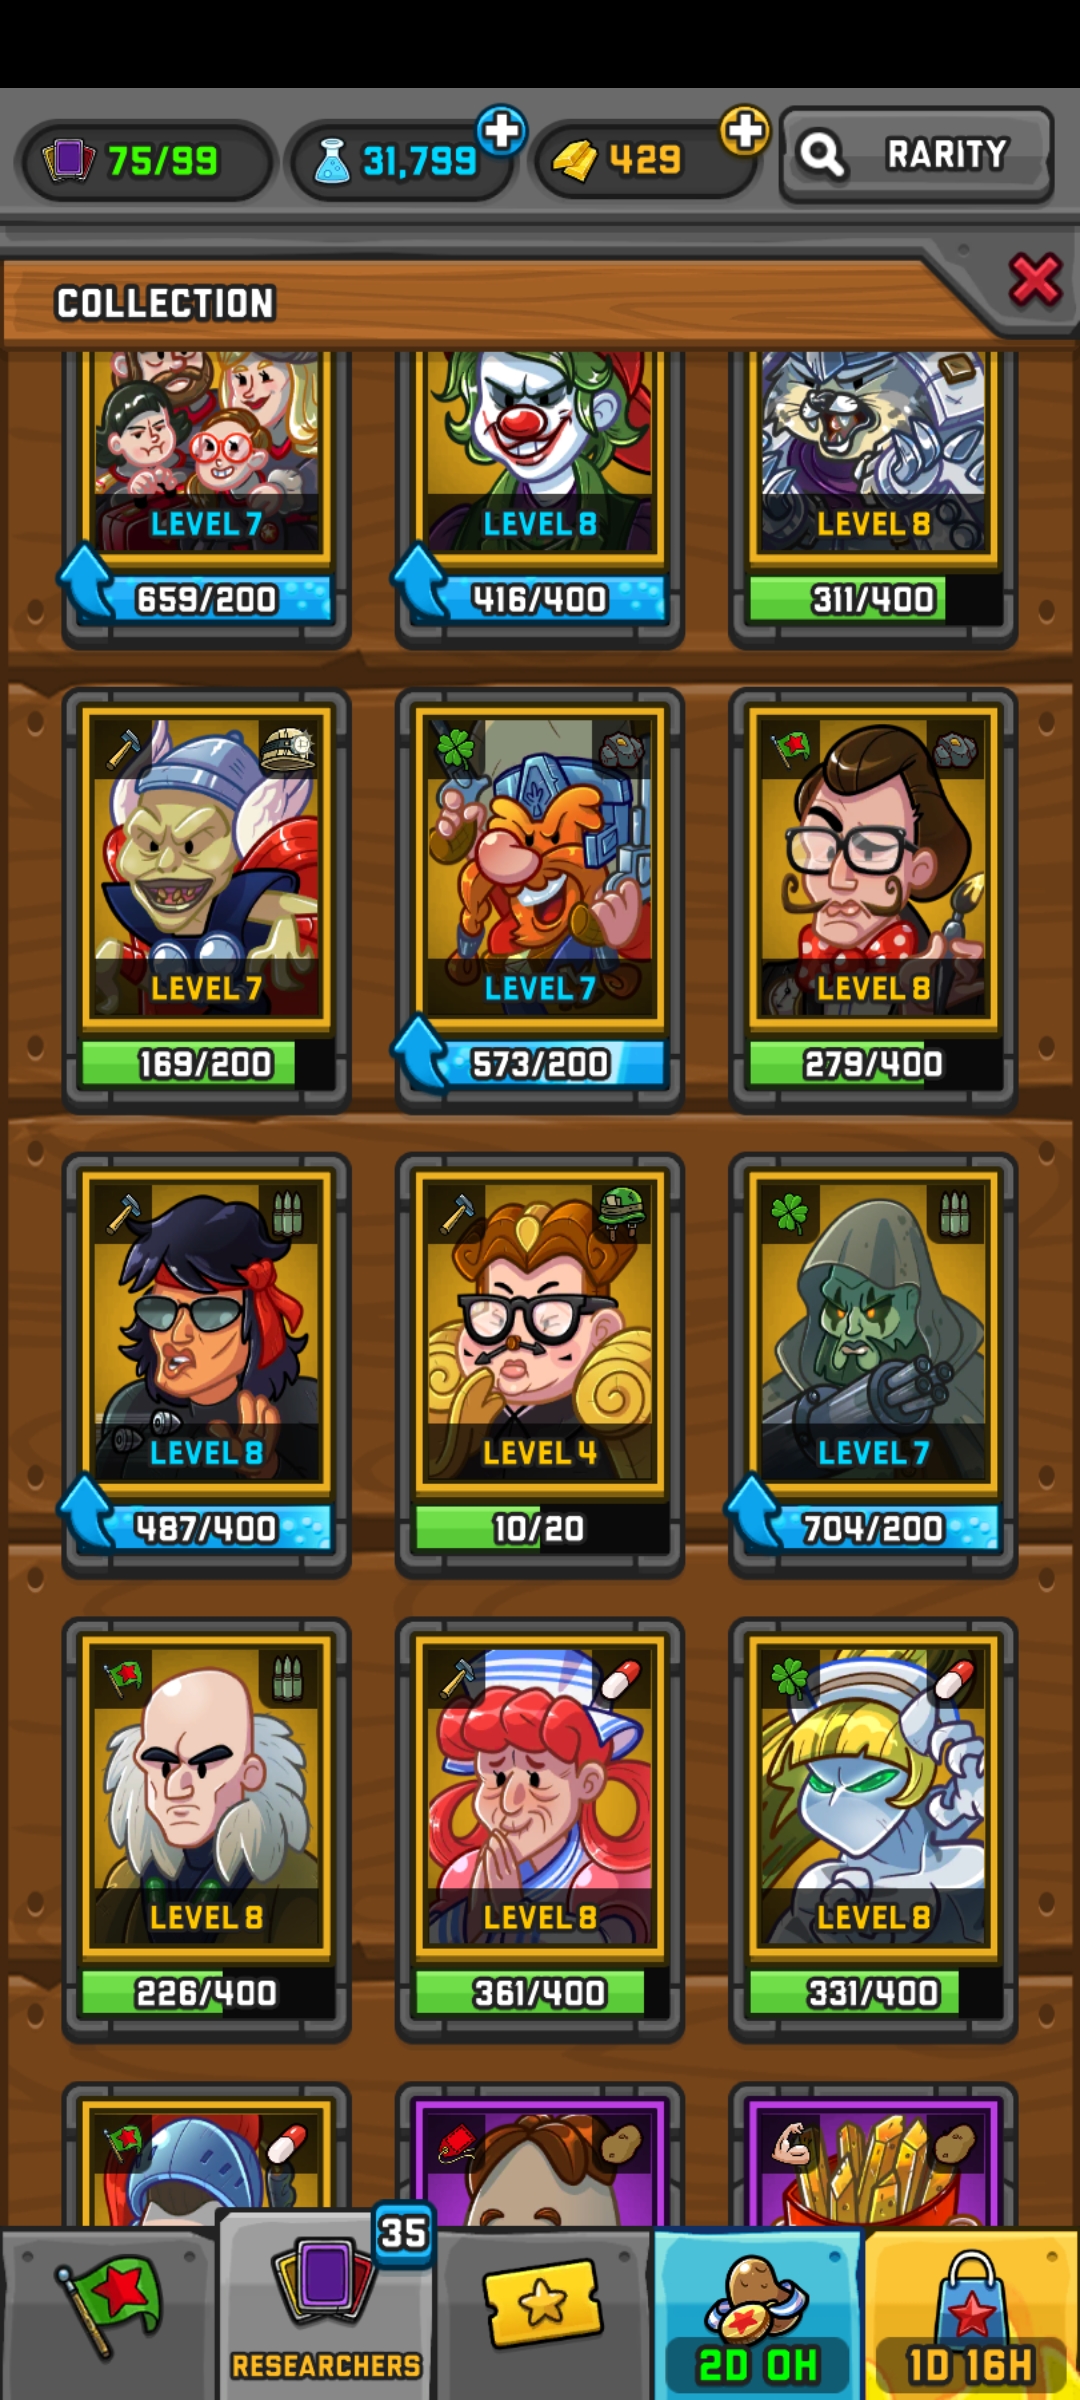 75/99 31,799 429 RARITY
COLLECTION
LEVEL 7 LEVEL 8 LEVEL 8
659/200 416/400 311/400
LEVEL 7 LEVEL 7 LEVEL 8
169/200 573/200 279/400
LEVEL 8 LEVEL 4 LEVEL 7
487/400 10/20 704/200
LEVEL 8 LEVEL 8 LEVEL 8
226/400 361/400 331/400
35
RESEARCHERS 2D 0H 1D 16H